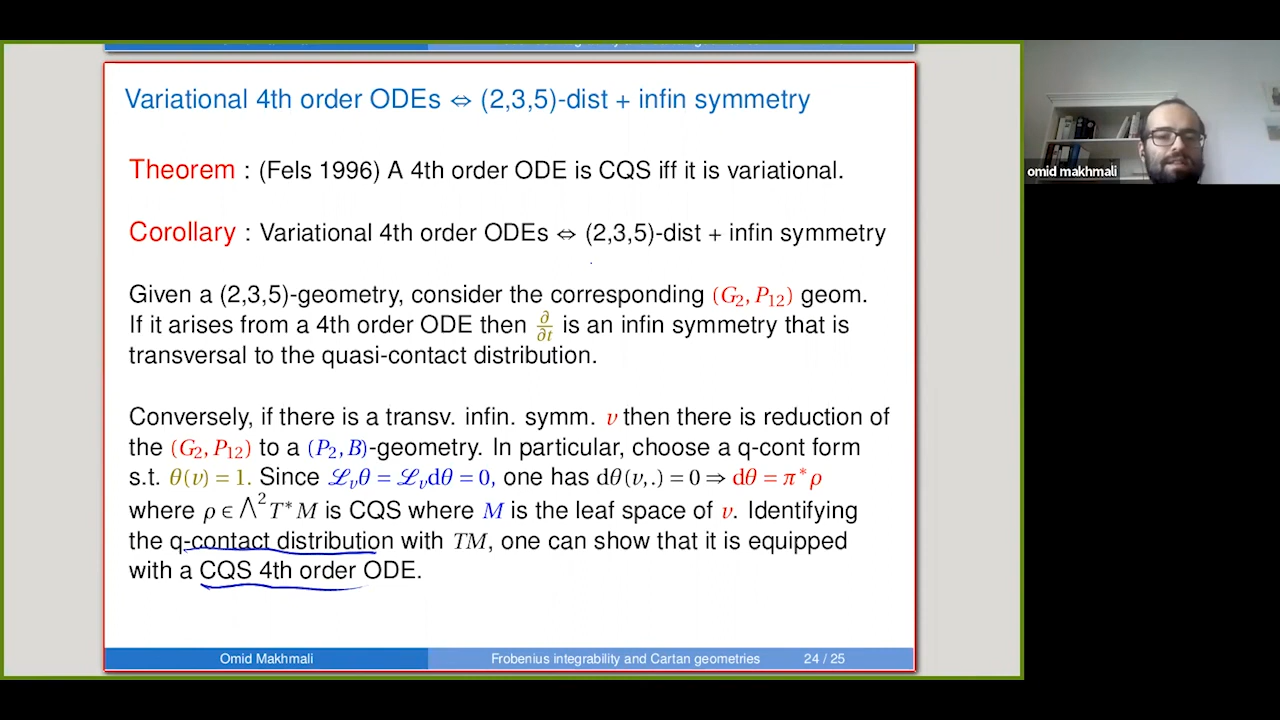 Omid Makhmali
Variational 4th order ODEs ⇔ (2,3,5)-dist + infin symmetry
Theorem : (Fels 1996) A 4th order ODE is CQS iff it is variational.
omid makhmali
Corollary : Variational 4th order ODEs ⇔ (2,3,5)-dist + infin symmetry
Given a (2,3,5)-geometry, consider the corresponding (G₂, P₁₂) geom.
If it arises from a 4th order ODE then ∂/∂t is an infin symmetry that is
transversal to the quasi-contact distribution.
Conversely, if there is a transv. infin. symm. v then there is reduction of
the (G₂, P₁₂) to a (P₂, B)-geometry. In particular, choose a q-cont form
s.t. θ(v) = 1. Since ℒᵥθ = ℒᵥdθ = 0, one has dθ(v,.) = 0 ⇒ dθ = π*ρ
where ρ ∈ ⋀²T*M is CQS where M is the leaf space of v. Identifying
the q-contact distribution with TM, one can show that it is equipped
with a CQS 4th order ODE.
Omid Makhmali
Frobenius integrability and Cartan geometries
24 / 25